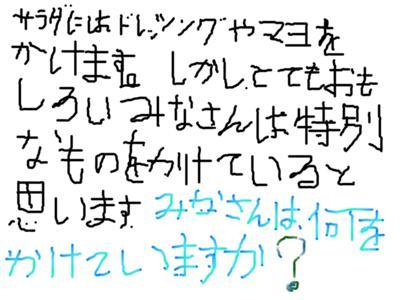 サラダにはドレッシングやマヨを
かけます。しかし、とてもおも
しろいみなさんは特別
なものをかけていると
思います みなさんは、何を
かけていますか?